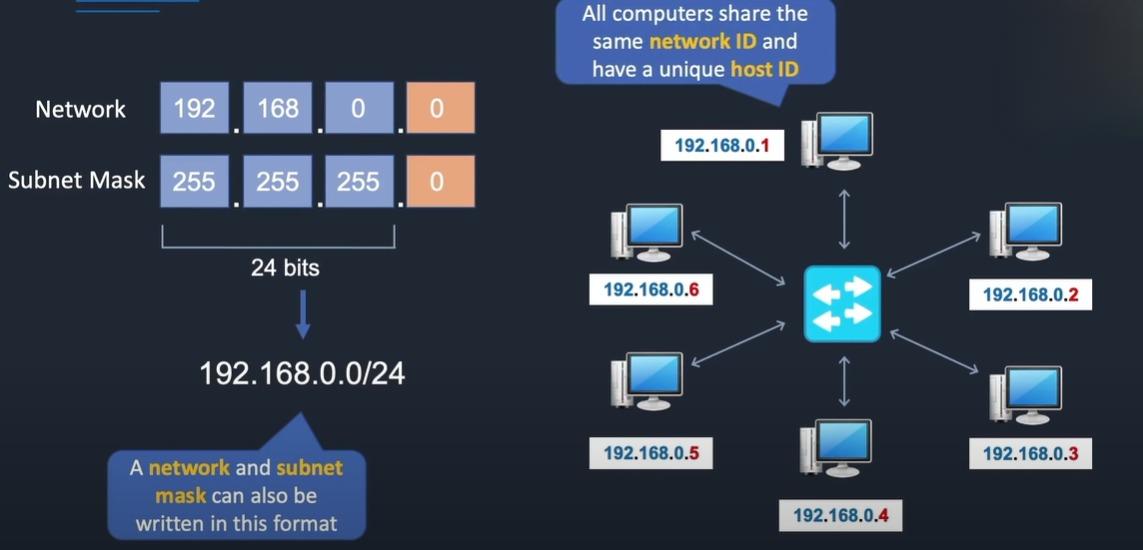 Network 192 . 168 . 0 . 0
Subnet Mask 255 . 255 . 255 . 0
24 bits
192.168.0.0/24
A network and subnet
mask can also be
written in this format
All computers share the
same network ID and
have a unique host ID
192.168.0.1
192.168.0.6
192.168.0.2
192.168.0.5
192.168.0.3
192.168.0.4